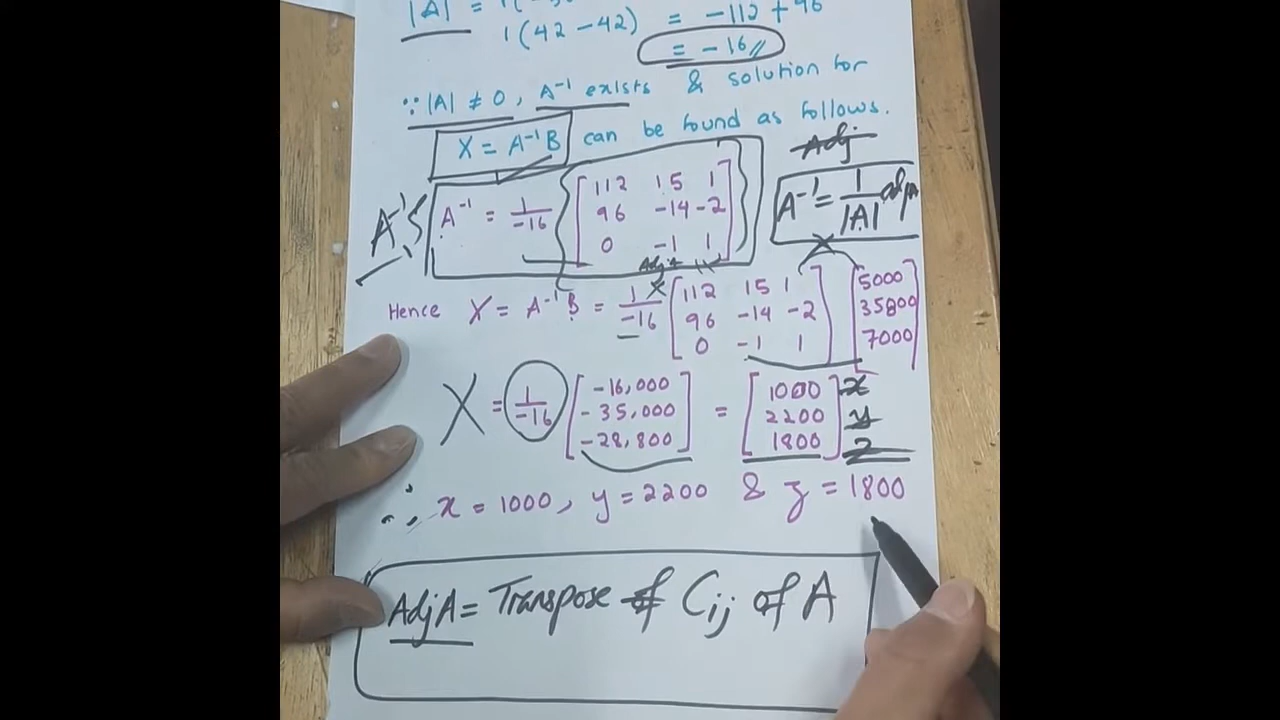 |A| =
1(42-42) = -112 + 96
= -16 //
∵ |A| ≠ 0, A⁻¹ exists & solution for
X = A⁻¹B can be found as follows.
Adj
A⁻¹'s A⁻¹ = 1/-16 [112 15 1
96 -14 -2
0 -1 1]
A⁻¹ = 1/|A| adj
Adj A
Hence X = A⁻¹B = 1/-16 × [112 15 1
96 -14 -2
0 -1 1] × [5000
35800
7000]
X = 1/-16 [-16,000
-35,000
-28,800] = [1000
2200
1800] x
y
z
∴ x = 1000, y = 2200 & z = 1800
Adj A = Transpose of Cij of A